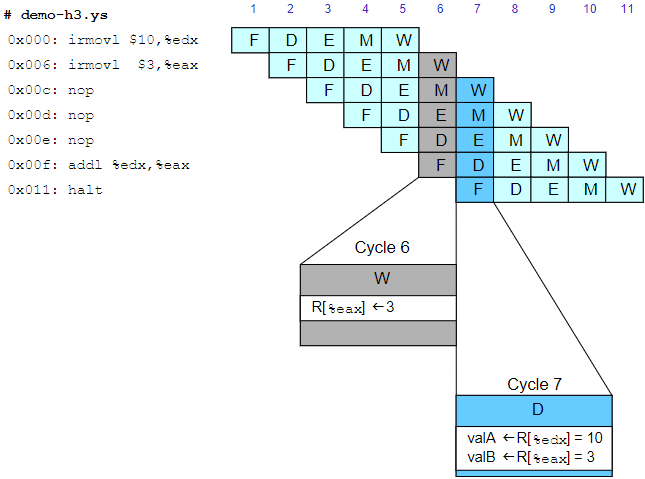 # demo-h3.ys 1 2 3 4 5 6 7 8 9 10 11
0x000: irmovl $10,%edx F D E M W
0x006: irmovl  $3,%eax F D E M W
0x00c: nop F D E M W
0x00d: nop F D E M W
0x00e: nop F D E M W
0x00f: addl %edx,%eax F D E M W
0x011: halt F D E M W
Cycle 6
W
R[%eax] ←3
Cycle 7
D
valA ←R[%edx] = 10
valB ←R[%eax] = 3